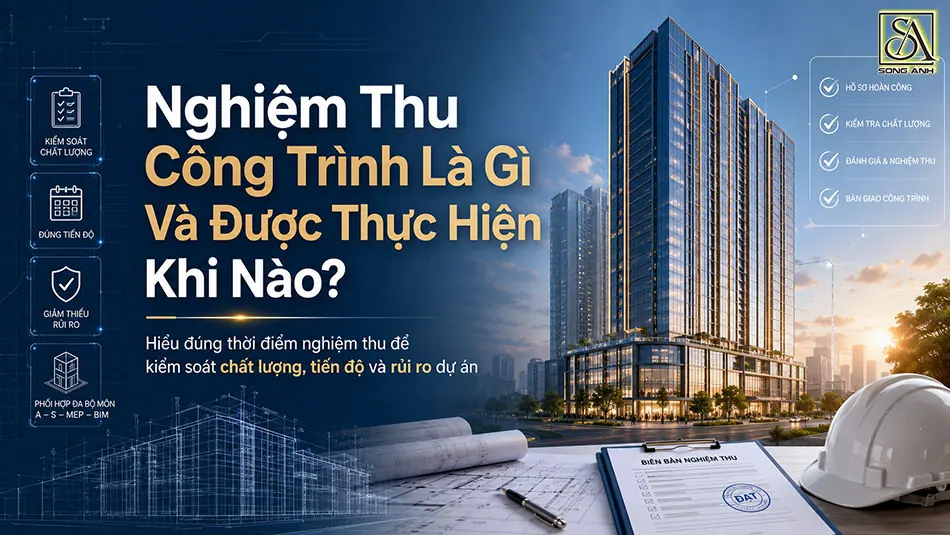 SA
SONG ANH
KIỂM SOÁT
CHẤT LƯỢNG
ĐÚNG TIẾN ĐỘ
GIẢM THIỂU
RỦI RO
PHỐI HỢP ĐA BỘ MÔN
A – S – MEP – BIM
Nghiệm Thu
Công Trình Là Gì
Và Được Thực Hiện
Khi Nào?
Hiểu đúng thời điểm nghiệm thu để
kiểm soát chất lượng, tiến độ và rủi ro dự án
HỒ SƠ HOÀN CÔNG
KIỂM TRA CHẤT LƯỢNG
ĐÁNH GIÁ & NGHIỆM THU
BÀN GIAO CÔNG TRÌNH
BIÊN BẢN NGHIỆM THU
ĐẠT